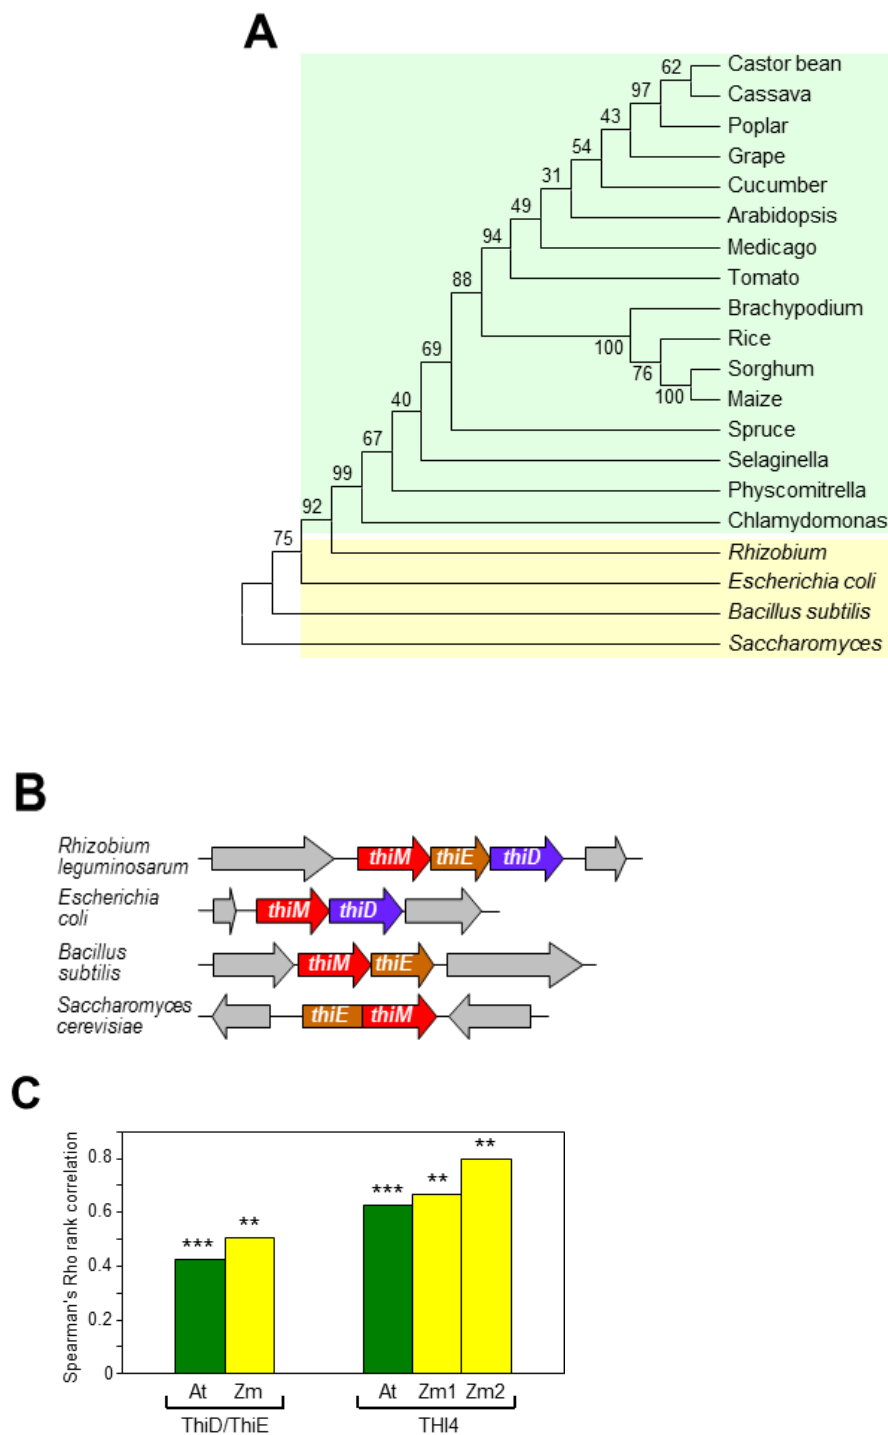 A
62 Castor bean
97 Cassava
43 Poplar
54 Grape
31 Cucumber
49 Arabidopsis
94 Medicago
88 Tomato
Brachypodium
100 Rice
69 76 Sorghum
40 100 Maize
67 Spruce
99 Selaginella
92 Physcomitrella
75 Chlamydomonas
Rhizobium
Escherichia coli
Bacillus subtilis
Saccharomyces
B
Rhizobium
leguminosarum
thiM thiE thiD
Escherichia
coli
thiM thiD
Bacillus
subtilis
thiM thiE
Saccharomyces
cerevisiae
thiE thiM
C
Spearman's Rho rank correlation
0.8
0.6
0.4
0.2
0
*** ** *** ** **
At Zm At Zm1 Zm2
ThiD/ThiE THI4